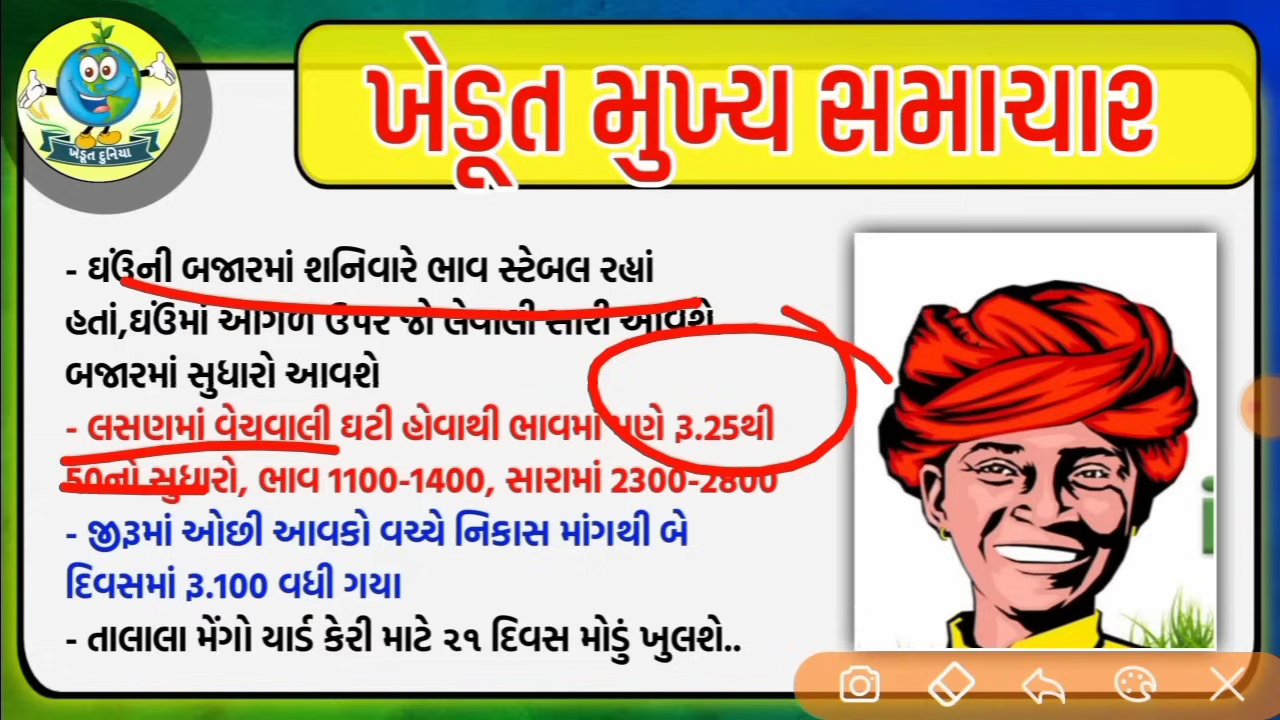 ખેડૂત મુખ્ય સમાચાર
ખેડૂત દુનિયા
- ઘઉંની બજારમાં શનિવારે ભાવ સ્ટેબલ રહ્યાં
હતાં,ઘઉંમાં આગળ ઉપર જો લેવાલી સારી આવશે
બજારમાં સુધારો આવશે
- લસણમાં વેચવાલી ઘટી હોવાથી ભાવમાં મણે રૂ.25થી
50નો સુધારો, ભાવ 1100-1400, સારામાં 2300-2800
- જીરૂમાં ઓછી આવકો વચ્ચે નિકાસ માંગથી બે
દિવસમાં રૂ.100 વધી ગયા
- તાલાલા મેંગો યાર્ડ કેરી માટે ૨૧ દિવસ મોડું ખુલશે..